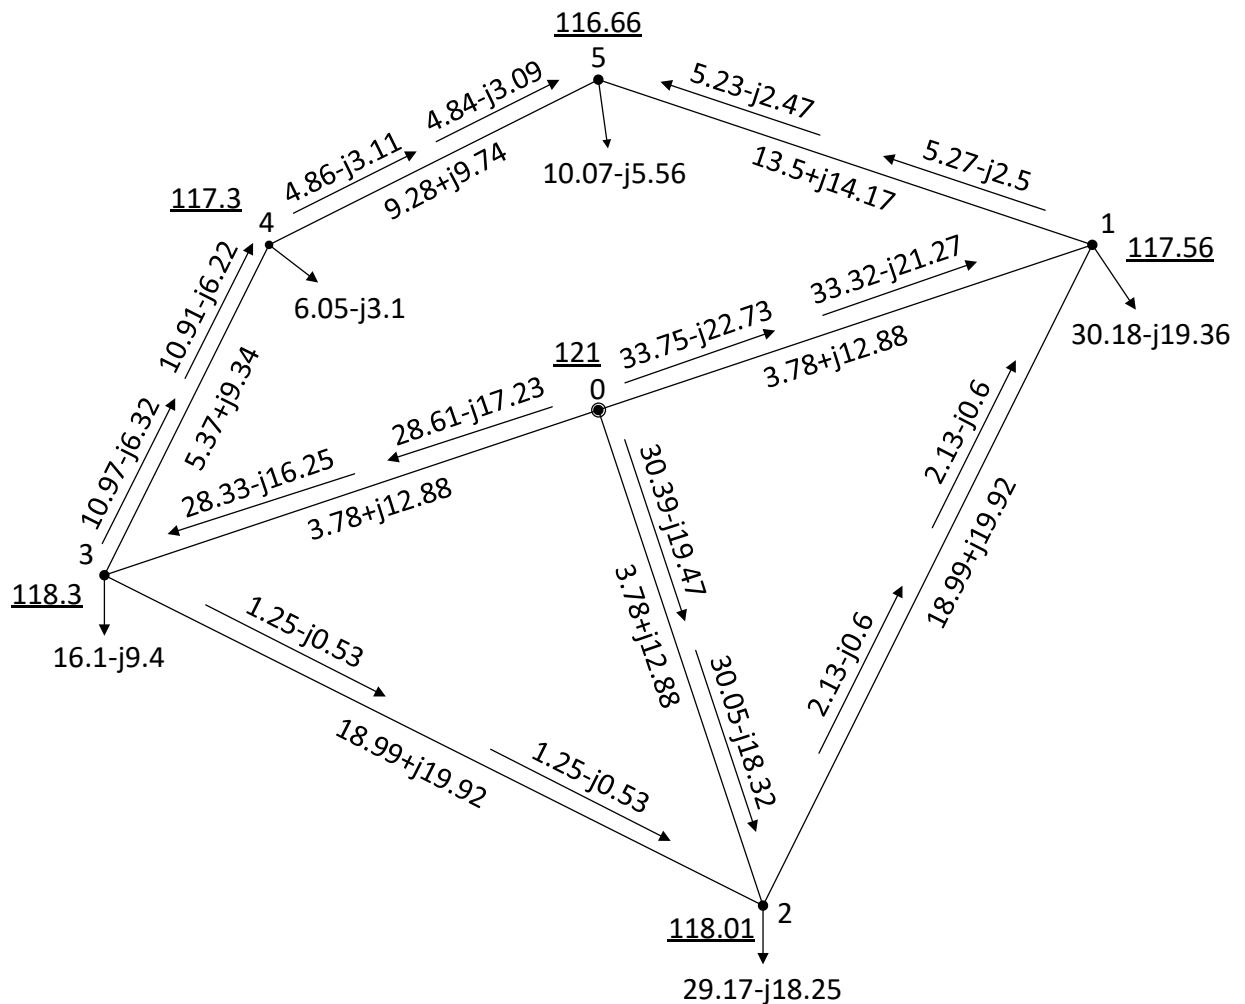 116.66
5
4.84-j3.09
5.23-j2.47
4.86-j3.11
9.28+j9.74
10.07-j5.56
13.5+j14.17
5.27-j2.5
117.3
4
1
117.56
10.91-j6.22
6.05-j3.1
33.32-j21.27
30.18-j19.36
33.75-j22.73
3.78+j12.88
121
0
5.37+j9.34
28.61-j17.23
10.97-j6.32
28.33-j16.25
3.78+j12.88
30.39-j19.47
2.13-j0.6
3
118.3
16.1-j9.4
1.25-j0.53
3.78+j12.88
18.99+j19.92
2.13-j0.6
30.05-j18.32
18.99+j19.92
1.25-j0.53
2
118.01
29.17-j18.25